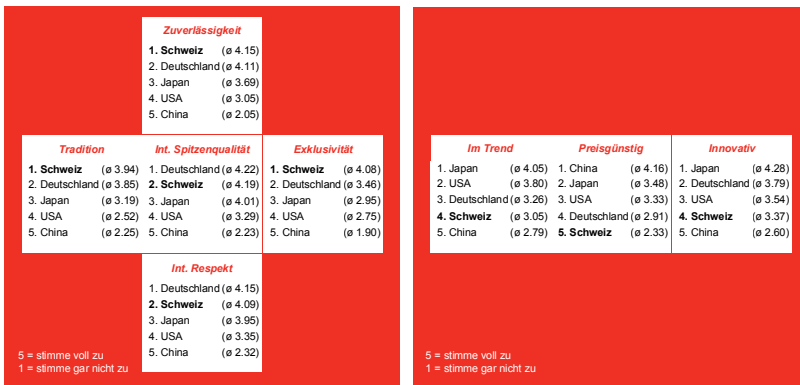 Zuverlässigkeit
1. Schweiz (ø 4.15)
2. Deutschland (ø 4.11)
3. Japan (ø 3.69)
4. USA (ø 3.05)
5. China (ø 2.05)
Tradition
1. Schweiz (ø 3.94)
2. Deutschland (ø 3.85)
3. Japan (ø 3.19)
4. USA (ø 2.52)
5. China (ø 2.25)
Int. Spitzenqualität
1. Deutschland (ø 4.22)
2. Schweiz (ø 4.19)
3. Japan (ø 4.01)
4. USA (ø 3.29)
5. China (ø 2.23)
Exklusivität
1. Schweiz (ø 4.08)
2. Deutschland (ø 3.46)
3. Japan (ø 2.95)
4. USA (ø 2.75)
5. China (ø 1.90)
Int. Respekt
1. Deutschland (ø 4.15)
2. Schweiz (ø 4.09)
3. Japan (ø 3.95)
4. USA (ø 3.35)
5. China (ø 2.32)
5 = stimme voll zu
1 = stimme gar nicht zu
Im Trend
1. Japan (ø 4.05)
2. USA (ø 3.80)
3. Deutschland (ø 3.26)
4. Schweiz (ø 3.05)
5. China (ø 2.79)
Preisgünstig
1. China (ø 4.16)
2. Japan (ø 3.48)
3. USA (ø 3.33)
4. Deutschland (ø 2.91)
5. Schweiz (ø 2.33)
Innovativ
1. Japan (ø 4.28)
2. Deutschland (ø 3.79)
3. USA (ø 3.54)
4. Schweiz (ø 3.37)
5. China (ø 2.60)
5 = stimme voll zu
1 = stimme gar nicht zu